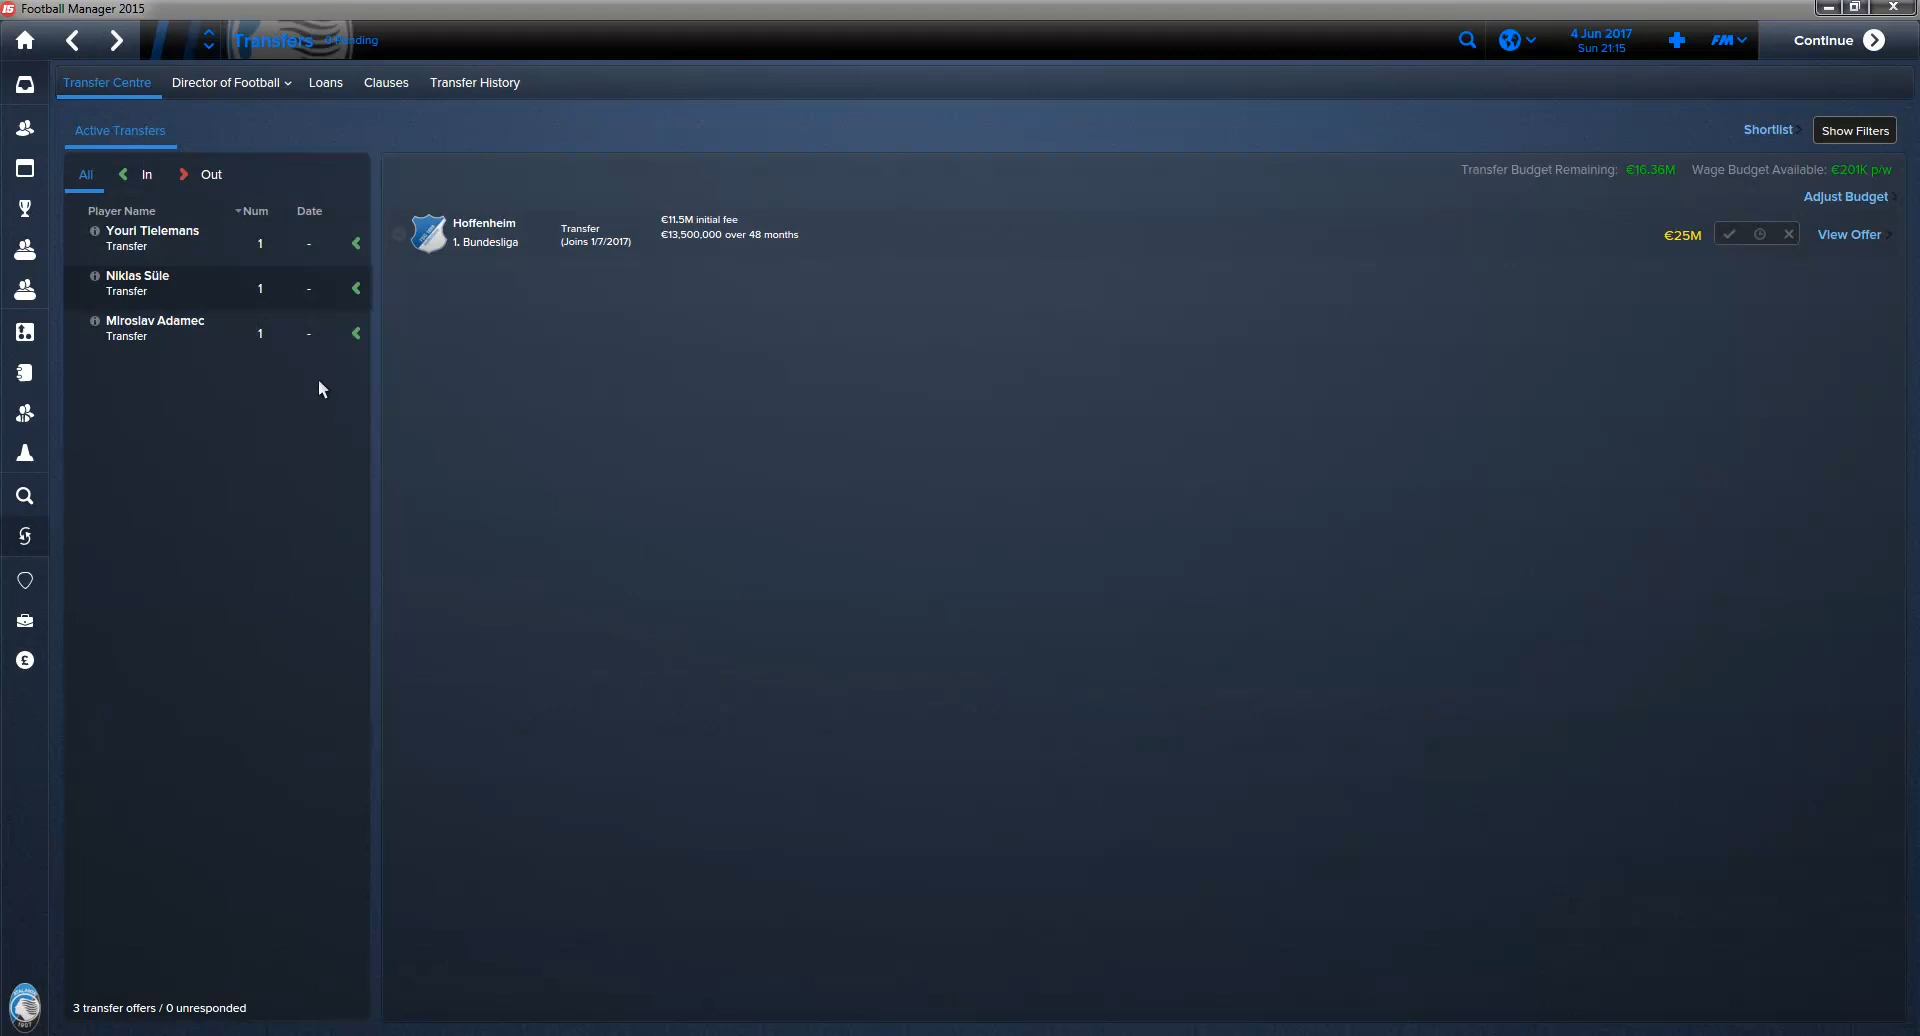 Football Manager 2015
Transfers 0 Pending
4 Jun 2017
Sun 21:15
FM
Continue
Transfer Centre Director of Football Loans Clauses Transfer History
Active Transfers
Shortlist Show Filters
All In Out
Transfer Budget Remaining: €16.36M Wage Budget Available: €201K p/w
Adjust Budget
Player Name Num Date
Youri Tielemans
Transfer 1 -
Niklas Süle
Transfer 1 -
Miroslav Adamec
Transfer 1 -
Hoffenheim
1. Bundesliga
Transfer
(Joins 1/7/2017)
€11.5M initial fee
€13,500,000 over 48 months
€25M
View Offer
3 transfer offers / 0 unresponded